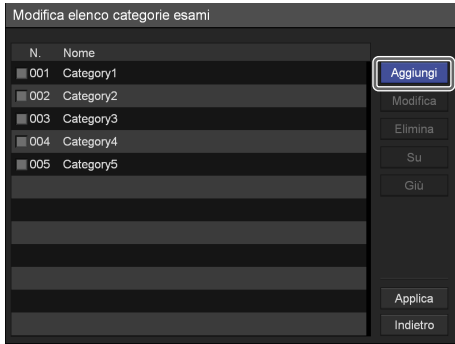 Modifica elenco categorie esami
N. Nome
001 Category1
002 Category2
003 Category3
004 Category4
005 Category5
Aggiungi
Modifica
Elimina
Su
Giù
Applica
Indietro